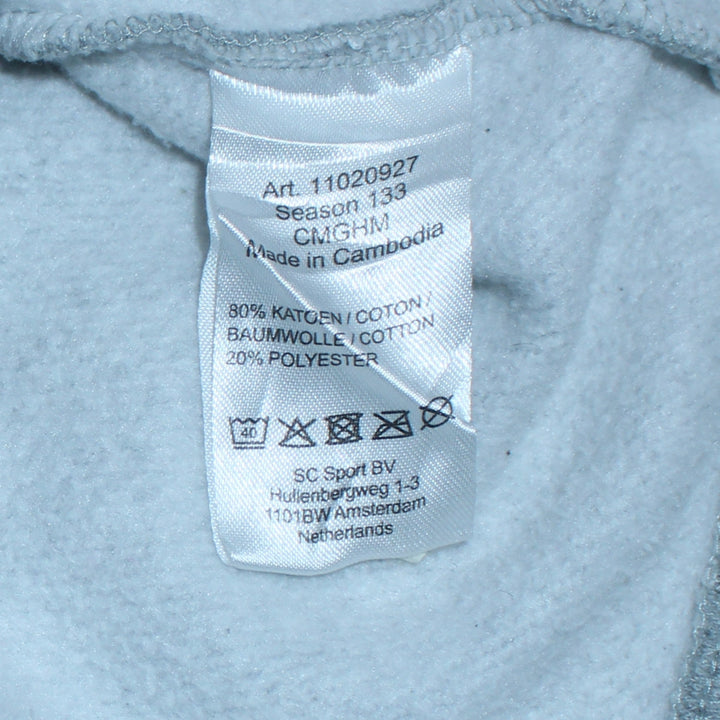 Art. 11020927
Season 133
CMGHM
Made in Cambodia
80% KATOEN / COTON /
BAUMWOLLE / COTTON
20% POLYESTER
40
SC Sport BV
Hullenbergweg 1-3
1101BW Amsterdam
Netherlands